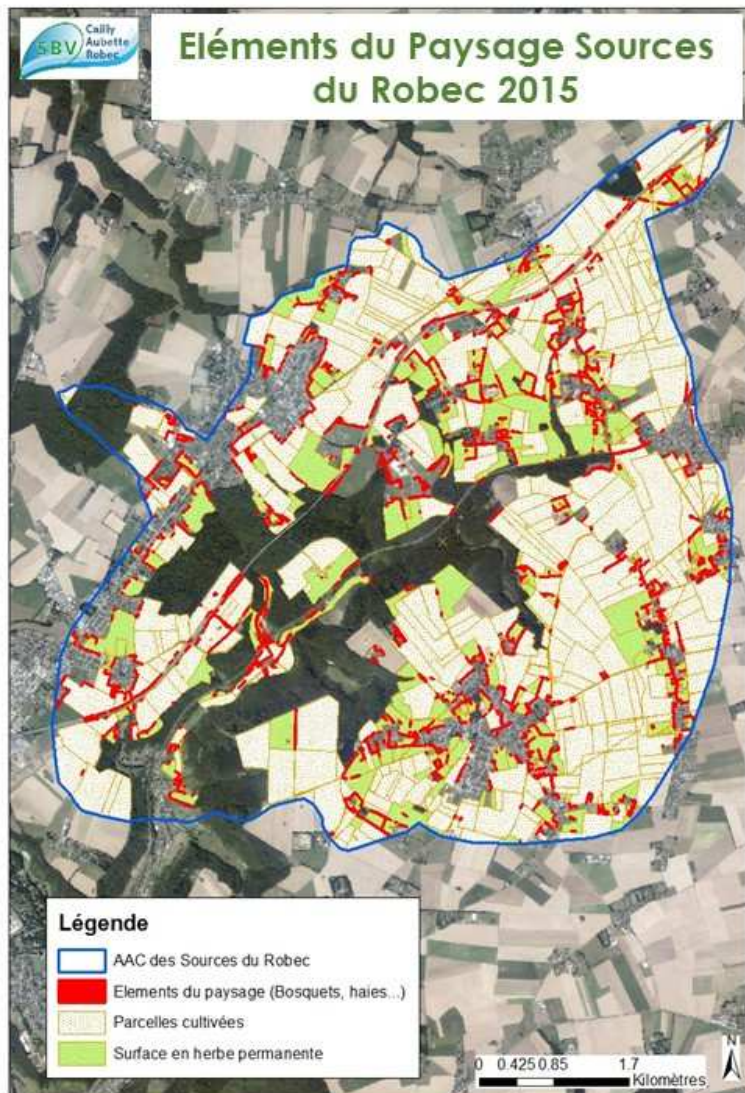 Cailly
Aubette
Robec
SBV
Eléments du Paysage Sources
du Robec 2015
Légende
AAC des Sources du Robec
Elements du paysage (Bosquets, haies...)
Parcelles cultivées
Surface en herbe permanente
N
0 0.425 0.85 1.7
Kilomètres